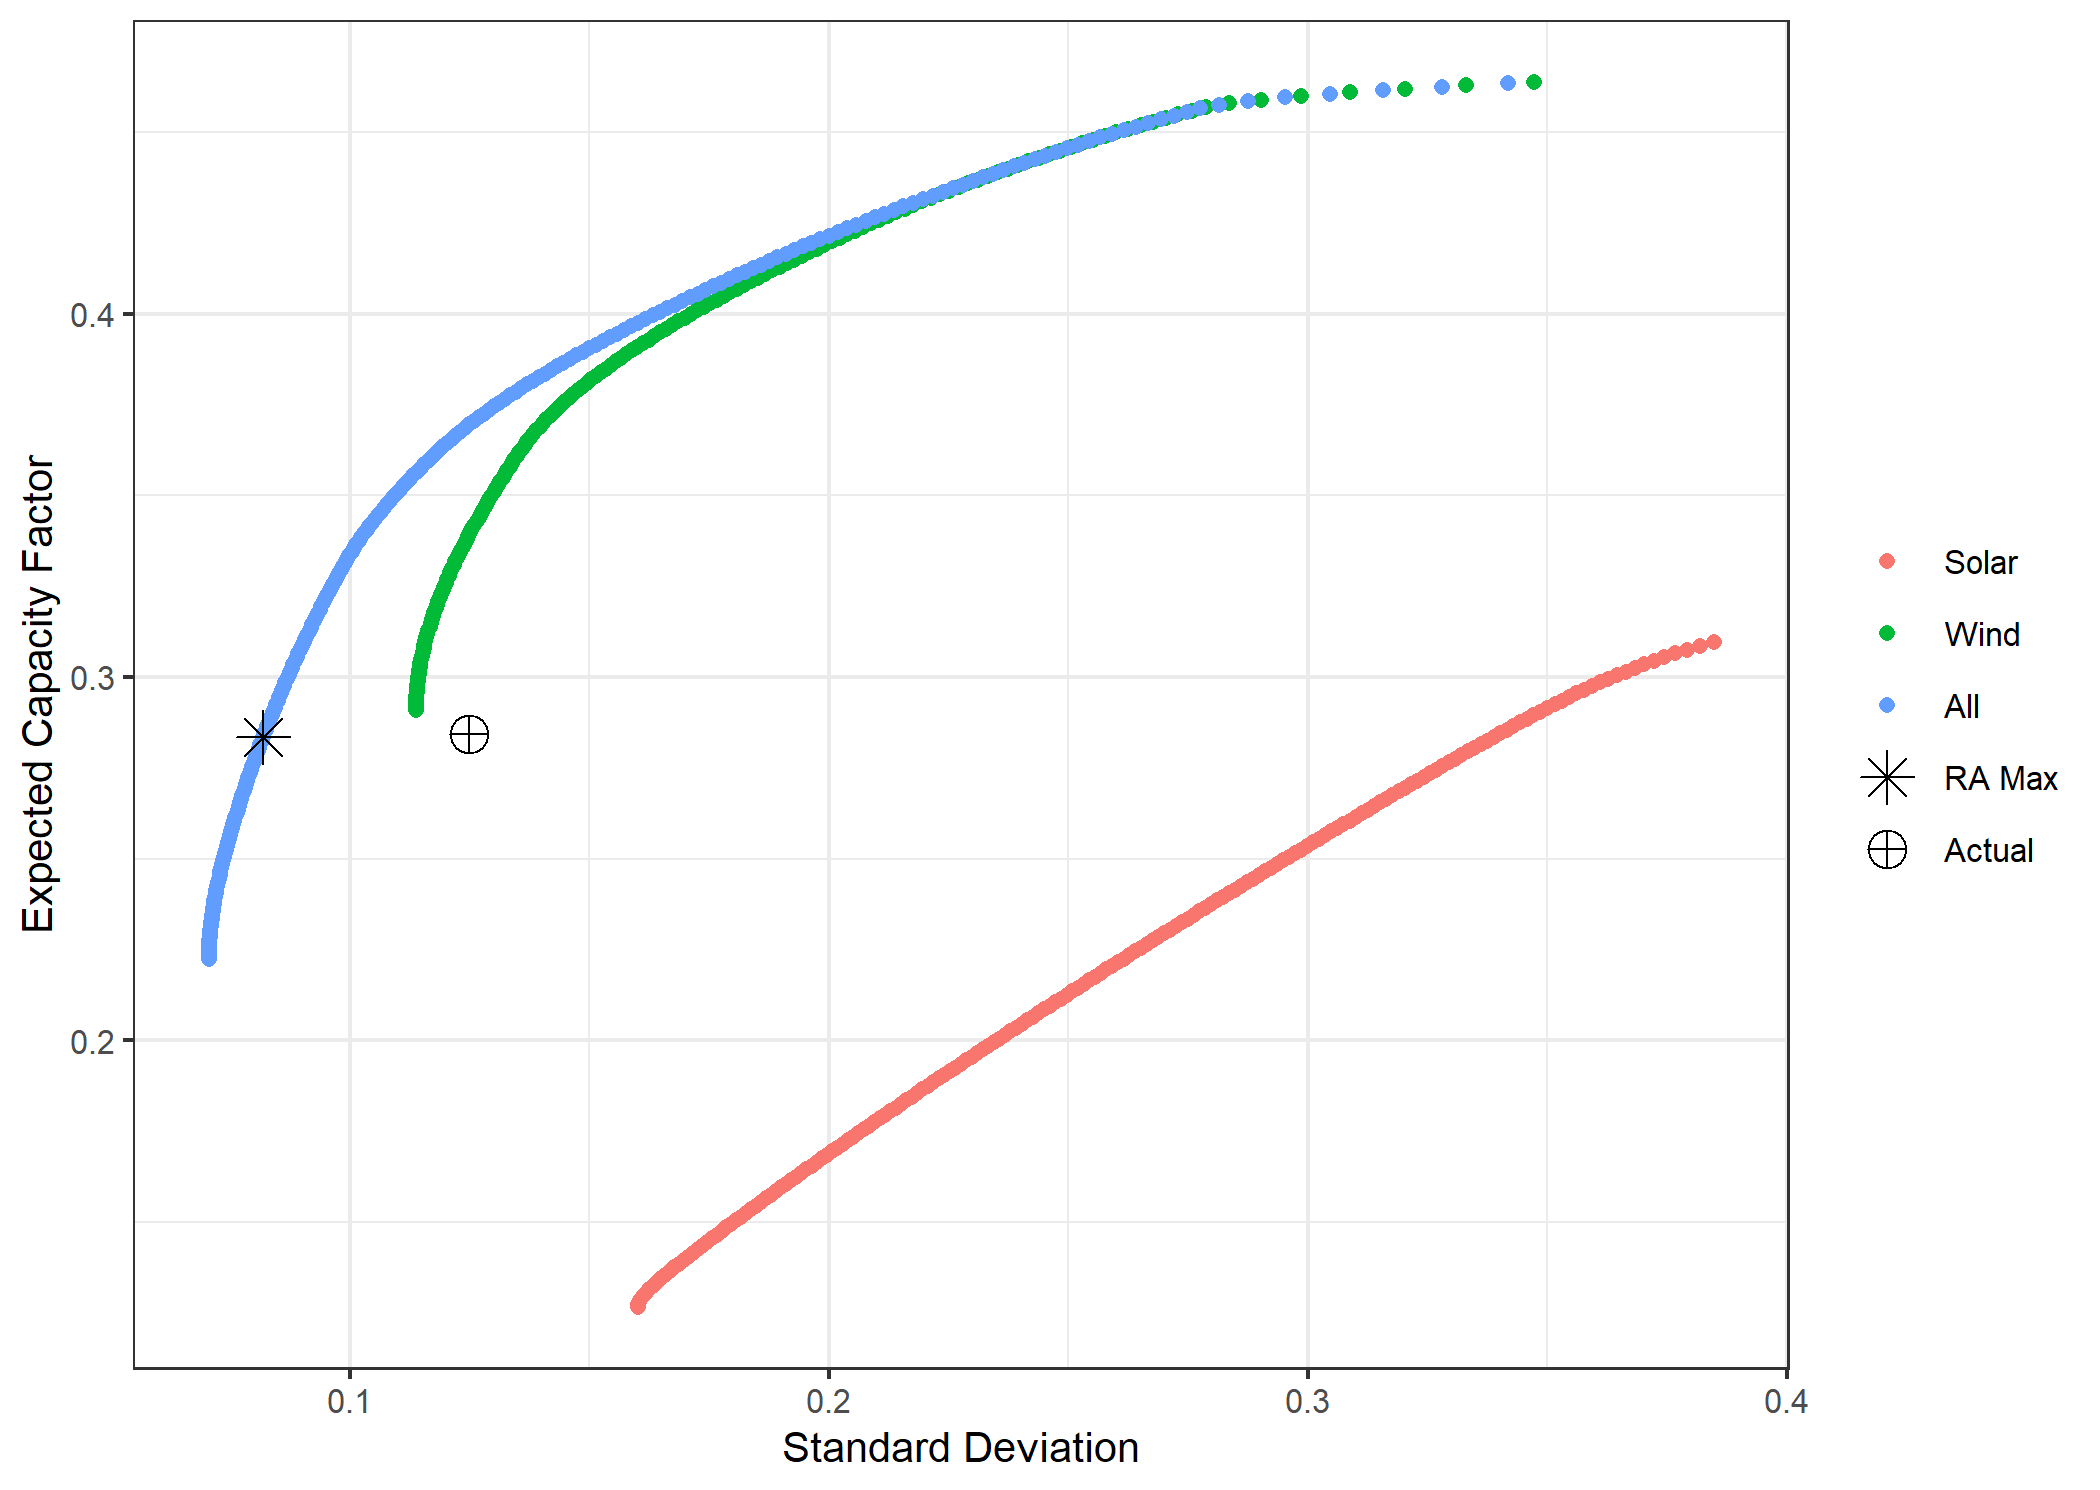 Expected Capacity Factor
0.4
0.3
0.2
0.1
0.2
0.3
0.4
Standard Deviation
Solar
Wind
All
RA Max
Actual